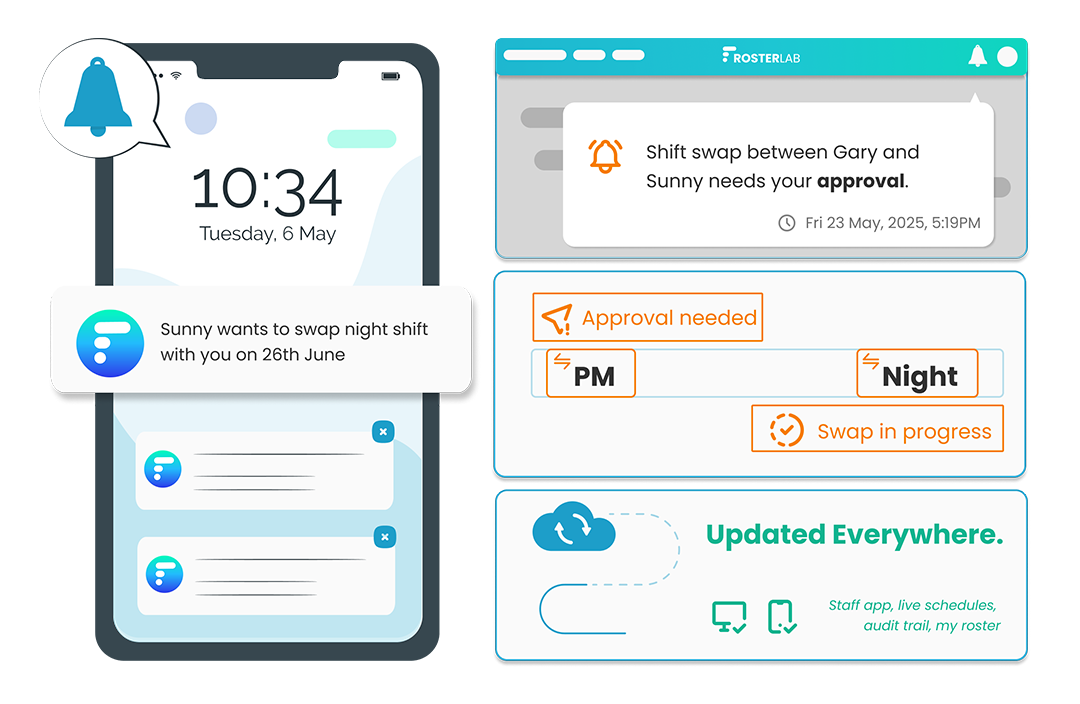 10:34
Tuesday, 6 May
Sunny wants to swap night shift
with you on 26th June
ROSTERLAB
Shift swap between Gary and
Sunny needs your approval.
Fri 23 May, 2025, 5:19PM
Approval needed
PM
Night
Swap in progress
Updated Everywhere.
Staff app, live schedules,
audit trail, my roster